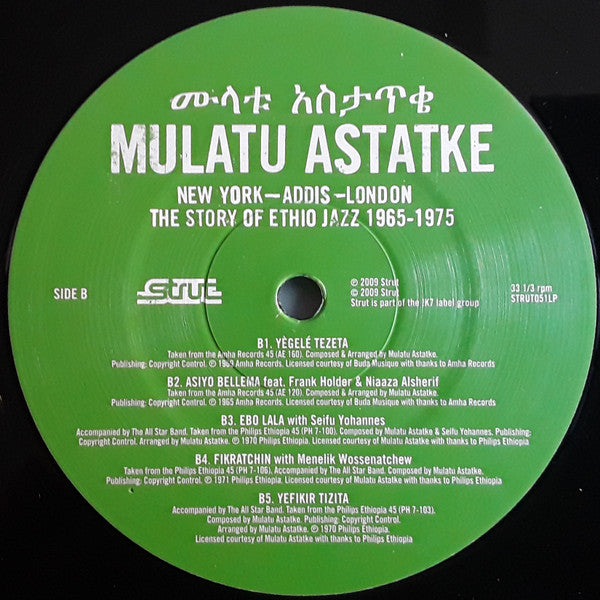 ሙላቱ አስታጥቄ
MULATU ASTATKE
NEW YORK–ADDIS–LONDON
THE STORY OF ETHIO JAZZ 1965-1975
SIDE B
Strut
℗ 2009 Strut
© 2009 Strut
Strut is part of the !K7 label group
33 1/3 rpm
STRUT051LP
B1. YÈGELÉ TEZETA
Taken from the Amha Records 45 (AE 160). Composed & Arranged by Mulatu Astatke.
Publishing: Copyright Control. ℗ 1969 Amha Records. Licensed courtesy of Buda Musique with thanks to Amha Records
B2. ASIYO BELLEMA feat. Frank Holder & Niaaza Alsherif
Taken from the Amha Records 45 (AE 120). Composed & Arranged by Mulatu Astatke.
Publishing: Copyright Control. ℗ 1965 Amha Records. Licensed courtesy of Buda Musique with thanks to Amha Records
B3. EBO LALA with Seifu Yohannes
Accompanied by The All Star Band. Taken from the Philips Ethiopia 45 (PH 7-100). Composed by Mulatu Astatke & Seifu Yohannes. Publishing:
Copyright Control. Arranged by Mulatu Astatke. ℗ 1970 Philips Ethiopia. Licensed courtesy of Mulatu Astatke with thanks to Philips Ethiopia
B4. FIKRATCHIN with Menelik Wossenatchew
Taken from the Philips Ethiopia 45 (PH 7-106). Accompanied by The All Star Band. Composed by Mulatu Astatke.
Publishing: Copyright Control. ℗ 1971 Philips Ethiopia. Licensed courtesy of Mulatu Astatke with thanks to Philips Ethiopia
B5. YEFIKIR TIZITA
Accompanied by The All Star Band. Taken from the Philips Ethiopia 45 (PH 7-103).
Composed by Mulatu Astatke. Publishing: Copyright Control.
Arranged by Mulatu Astatke. ℗ 1970 Philips Ethiopia.
Licensed courtesy of Mulatu Astatke with thanks to Philips Ethiopia